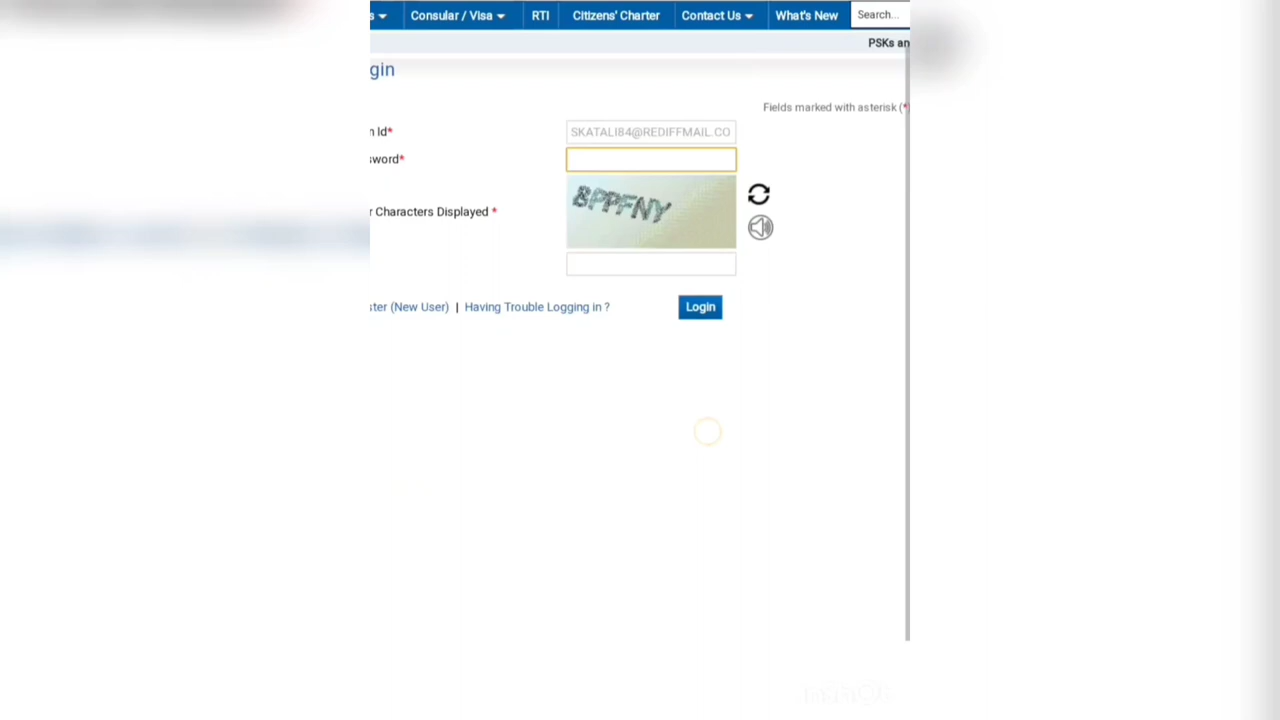 s Consular / Visa RTI Citizens' Charter Contact Us What's New Search...
PSKs an
gin
Fields marked with asterisk (*)
n Id* SKATALI84@REDIFFMAIL.CO
sword*
8PPFNY
r Characters Displayed *
ster (New User) | Having Trouble Logging in ? Login